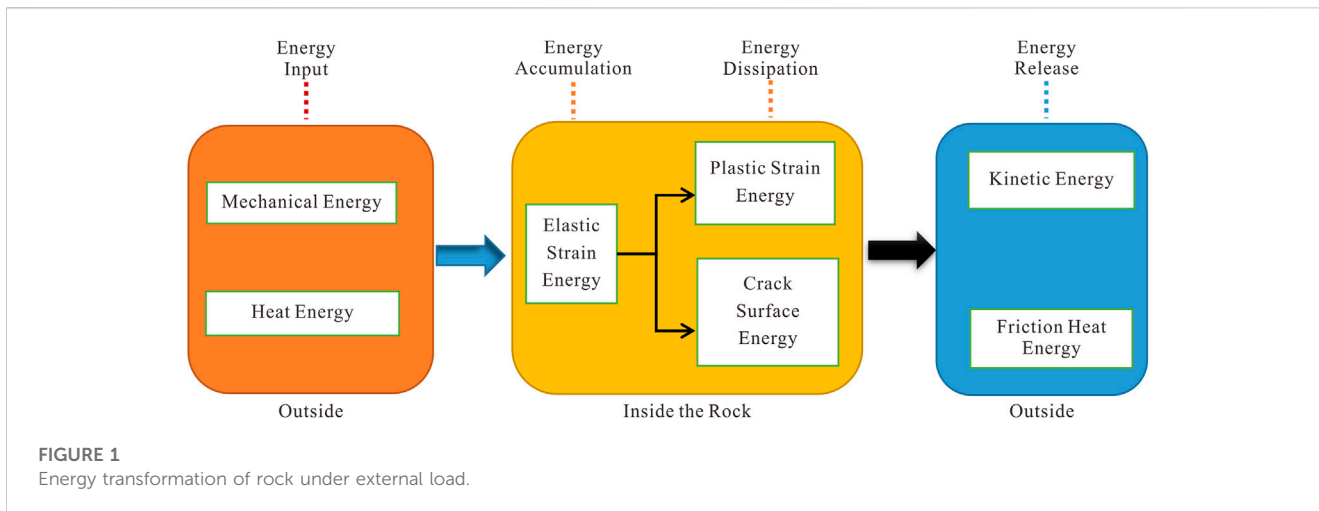 Energy
Input
Energy
Accumulation
Energy
Dissipation
Energy
Release
Mechanical Energy
Heat Energy
Outside
Elastic
Strain
Energy
Plastic Strain
Energy
Crack
Surface
Energy
Inside the Rock
Kinetic Energy
Friction Heat
Energy
Outside
FIGURE 1
Energy transformation of rock under external load.